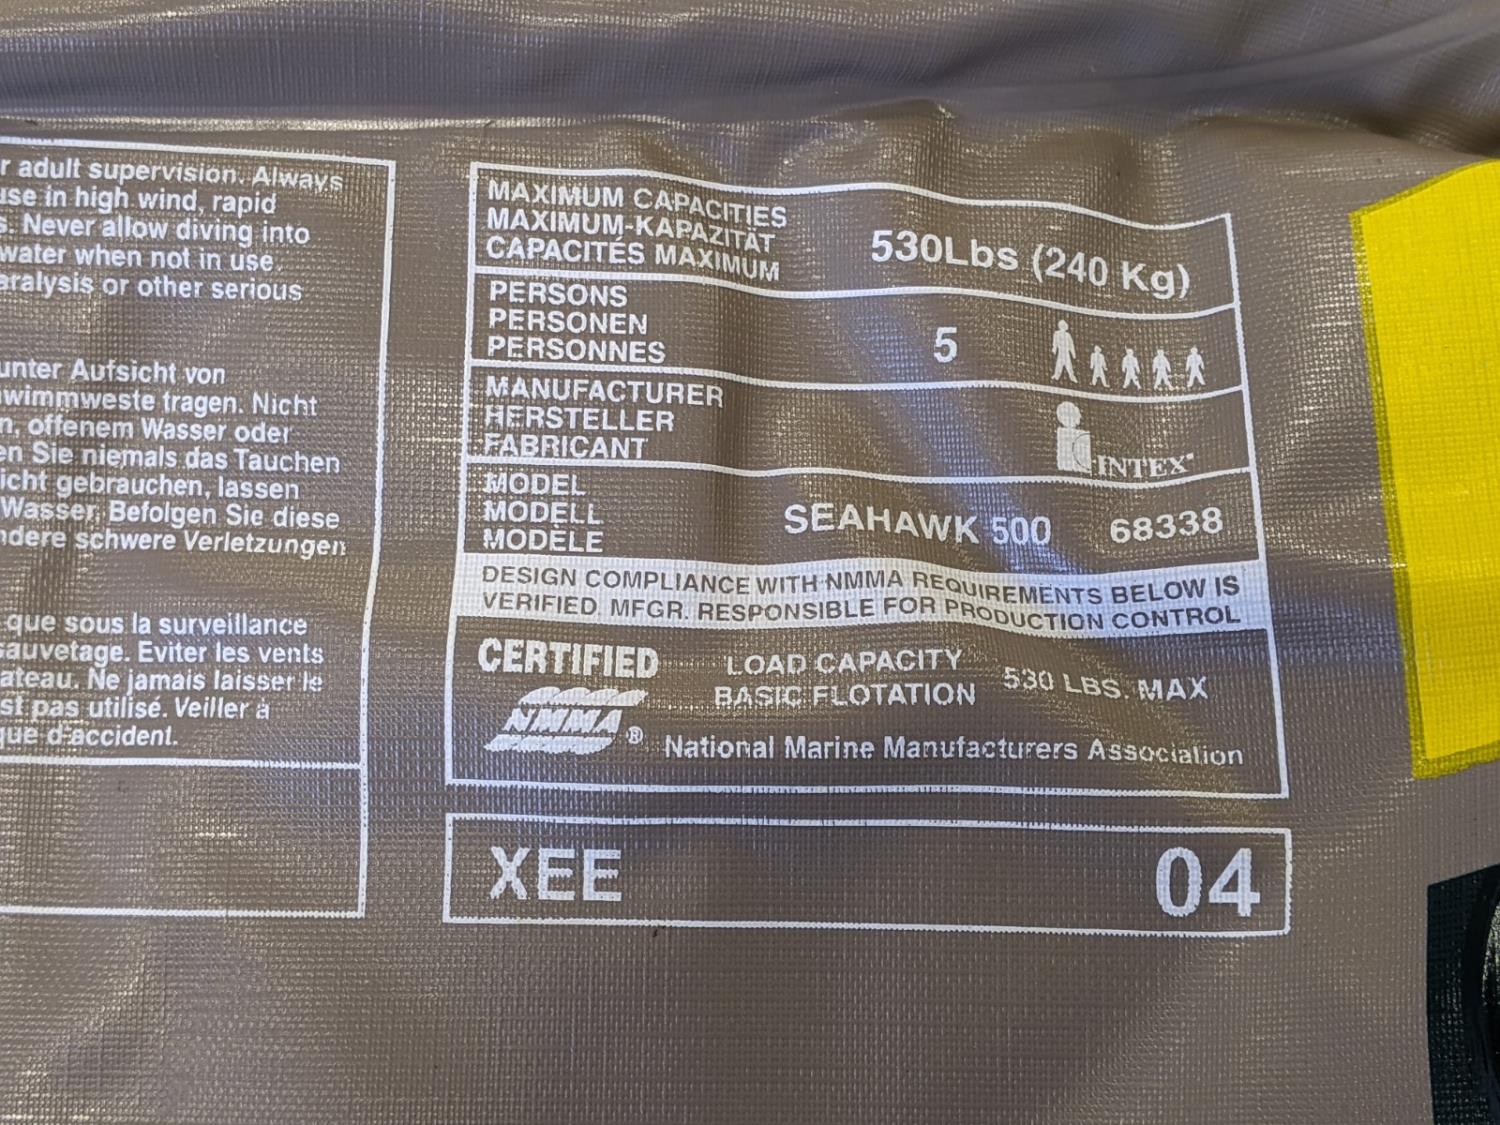 r adult supervision. Always
use in high wind, rapid
s. Never allow diving into
water when not in use.
aralysis or other serious
unter Aufsicht von
wimmweste tragen. Nicht
n, offenem Wasser oder
en Sie niemals das Tauchen
icht gebrauchen, lassen
Wasser. Befolgen Sie diese
ndere schwere Verletzungen
que sous la surveillance
sauvetage. Eviter les vents
ateau. Ne jamais laisser le
st pas utilisé. Veiller à
que d'accident.
MAXIMUM CAPACITIES
MAXIMUM-KAPAZITÄT
CAPACITÉS MAXIMUM
530Lbs (240 Kg)
PERSONS
PERSONEN
PERSONNES
5
MANUFACTURER
HERSTELLER
FABRICANT
INTEX
MODEL
MODELL
MODÈLE
SEAHAWK 500 68338
DESIGN COMPLIANCE WITH NMMA REQUIREMENTS BELOW IS
VERIFIED. MFGR. RESPONSIBLE FOR PRODUCTION CONTROL
CERTIFIED
NMMA ®
LOAD CAPACITY
BASIC FLOTATION
530 LBS. MAX
National Marine Manufacturers Association
XEE 04